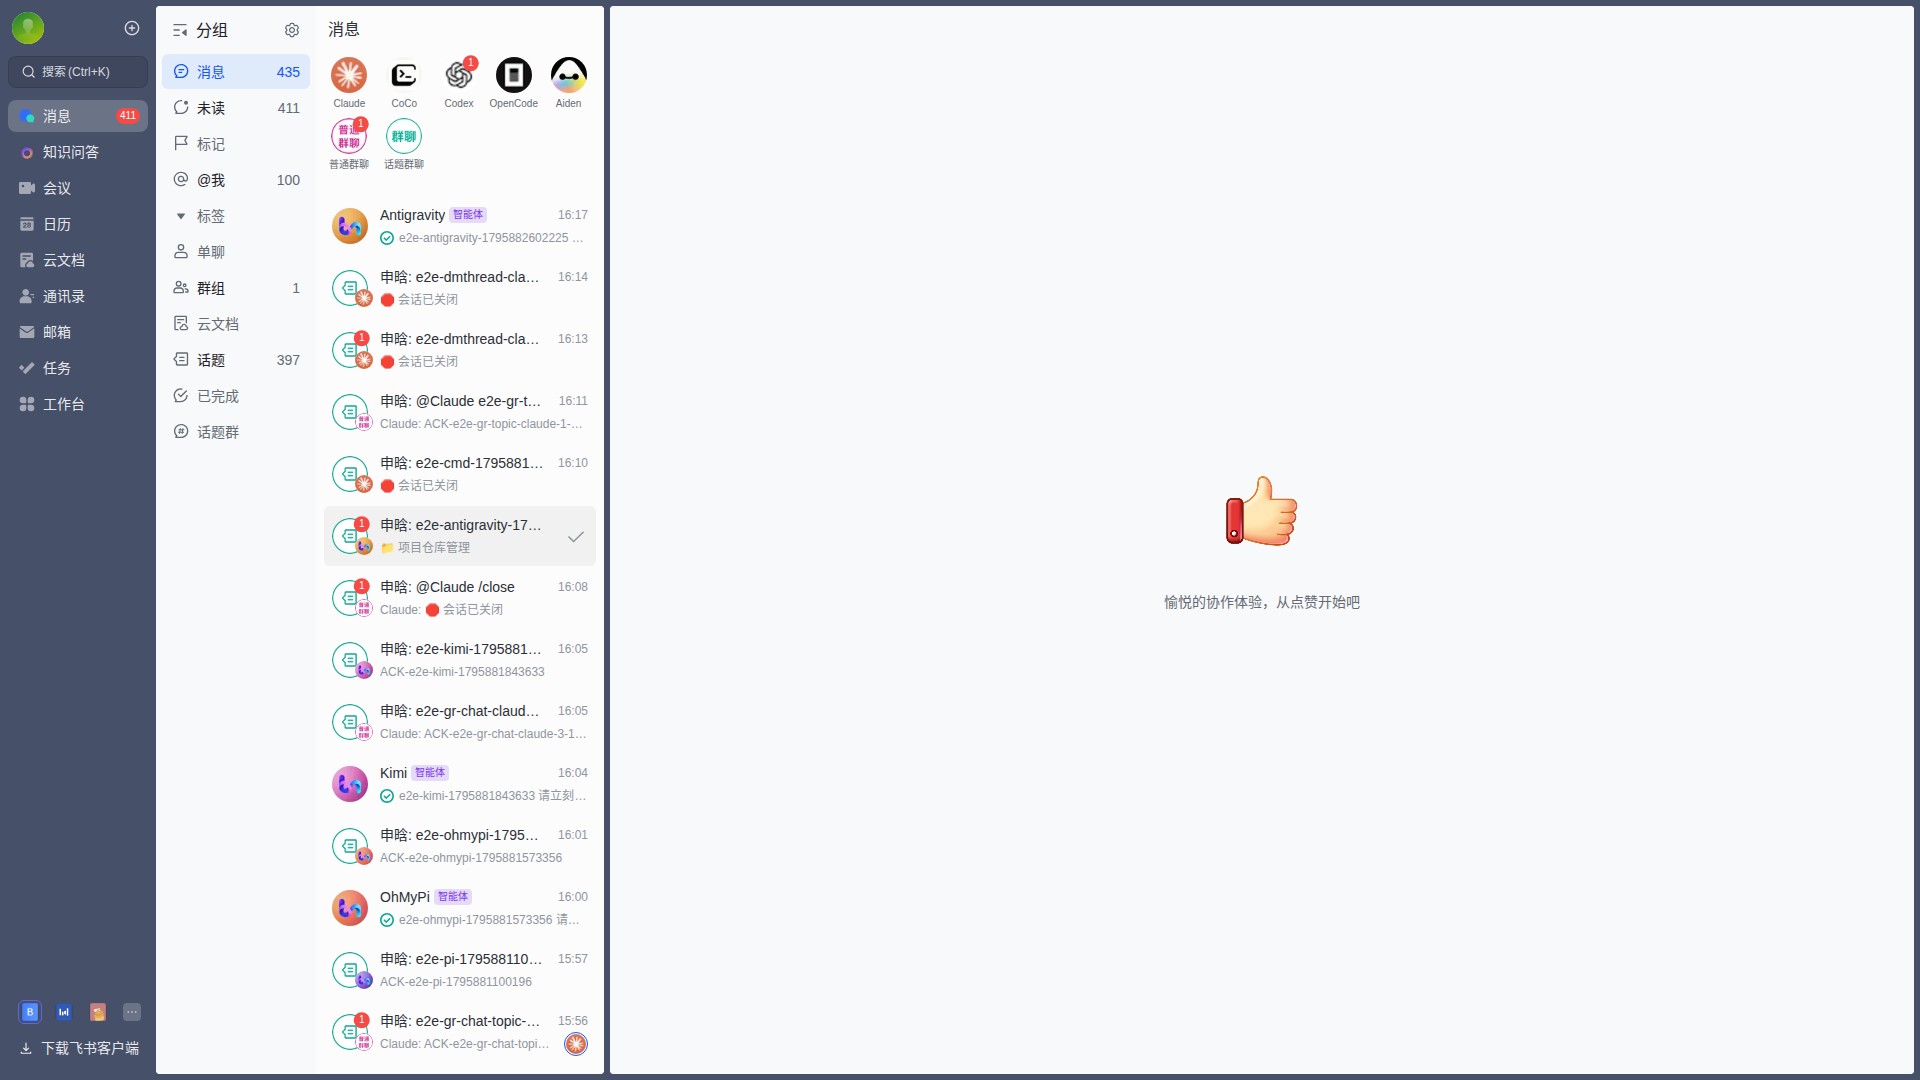 搜索 (Ctrl+K)
消息 411
知识问答
会议
日历
云文档
通讯录
邮箱
任务
工作台
下载飞书客户端
分组
消息 435
未读 411
标记
@我 100
标签
单聊
群组 1
云文档
话题 397
已完成
话题群
消息
Claude
CoCo
1
Codex
OpenCode
Aiden
普通群聊 1
普通群聊
群聊
话题群聊
Antigravity 智能体 16:17
e2e-antigravity-1795882602225 ...
申晗: e2e-dmthread-cla... 16:14
会话已关闭
1
申晗: e2e-dmthread-cla... 16:13
会话已关闭
申晗: @Claude e2e-gr-t... 16:11
Claude: ACK-e2e-gr-topic-claude-1-...
申晗: e2e-cmd-1795881... 16:10
会话已关闭
1
申晗: e2e-antigravity-17...
项目仓库管理
1
申晗: @Claude /close 16:08
Claude: 会话已关闭
申晗: e2e-kimi-1795881... 16:05
ACK-e2e-kimi-1795881843633
申晗: e2e-gr-chat-claud... 16:05
Claude: ACK-e2e-gr-chat-claude-3-1...
Kimi 智能体 16:04
e2e-kimi-1795881843633 请立刻...
申晗: e2e-ohmypi-1795... 16:01
ACK-e2e-ohmypi-1795881573356
OhMyPi 智能体 16:00
e2e-ohmypi-1795881573356 请...
申晗: e2e-pi-179588110... 15:57
ACK-e2e-pi-1795881100196
1
申晗: e2e-gr-chat-topic-... 15:56
Claude: ACK-e2e-gr-chat-topi...
愉悦的协作体验，从点赞开始吧
B